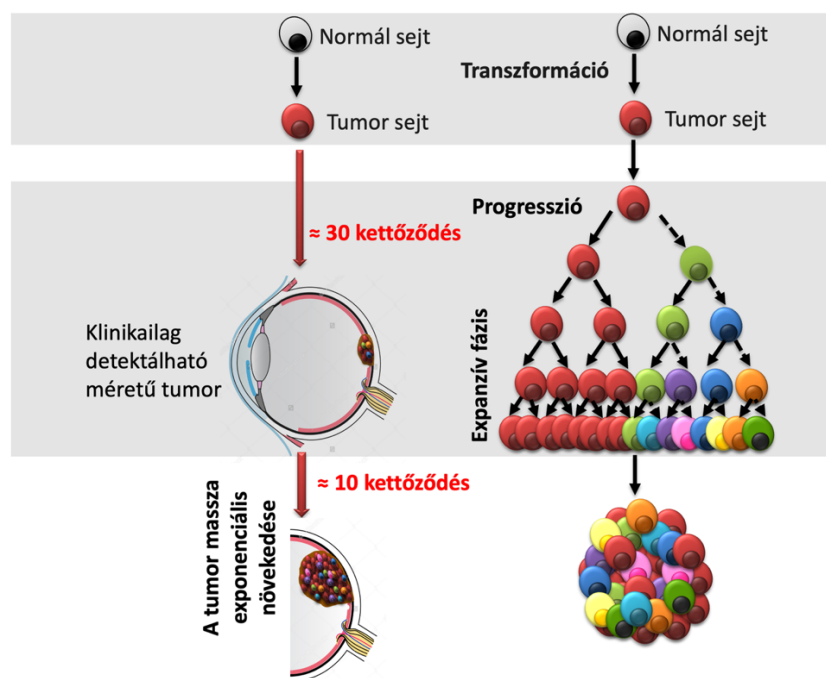 Normál sejt
Normál sejt
Transzformáció
Tumor sejt
Tumor sejt
Progresszió
≈ 30 kettőződés
Klinikailag
detektálható
méretű tumor
Expanzív fázis
≈ 10 kettőződés
A tumor massza
exponenciális
növekedése